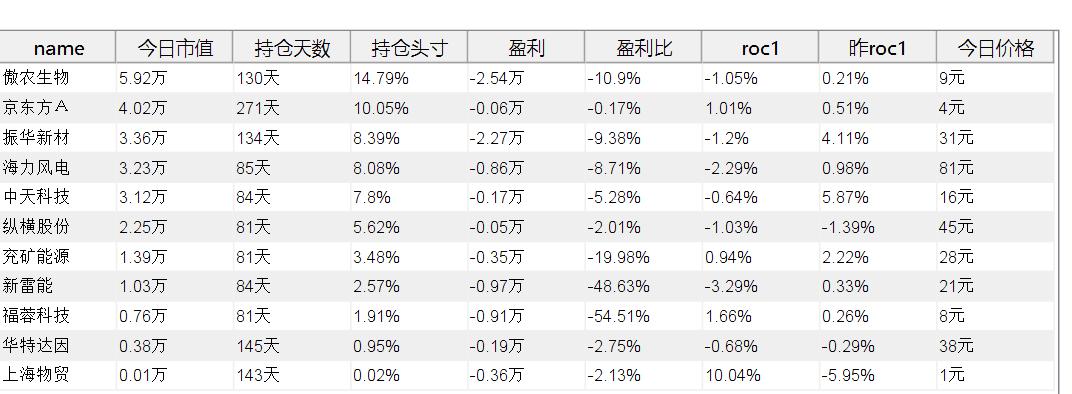 name 今日市值 持仓天数 持仓头寸 盈利 盈利比 roc1 昨roc1 今日价格
傲农生物 5.92万 130天 14.79% -2.54万 -10.9% -1.05% 0.21% 9元
京东方Ａ 4.02万 271天 10.05% -0.06万 -0.17% 1.01% 0.51% 4元
振华新材 3.36万 134天 8.39% -2.27万 -9.38% -1.2% 4.11% 31元
海力风电 3.23万 85天 8.08% -0.86万 -8.71% -2.29% 0.98% 81元
中天科技 3.12万 84天 7.8% -0.17万 -5.28% -0.64% 5.87% 16元
纵横股份 2.25万 81天 5.62% -0.05万 -2.01% -1.03% -1.39% 45元
兖矿能源 1.39万 81天 3.48% -0.35万 -19.98% 0.94% 2.22% 28元
新雷能 1.03万 84天 2.57% -0.97万 -48.63% -3.29% 0.33% 21元
福蓉科技 0.76万 81天 1.91% -0.91万 -54.51% 1.66% 0.26% 8元
华特达因 0.38万 145天 0.95% -0.19万 -2.75% -0.68% -0.29% 38元
上海物贸 0.01万 143天 0.02% -0.36万 -2.13% 10.04% -5.95% 1元